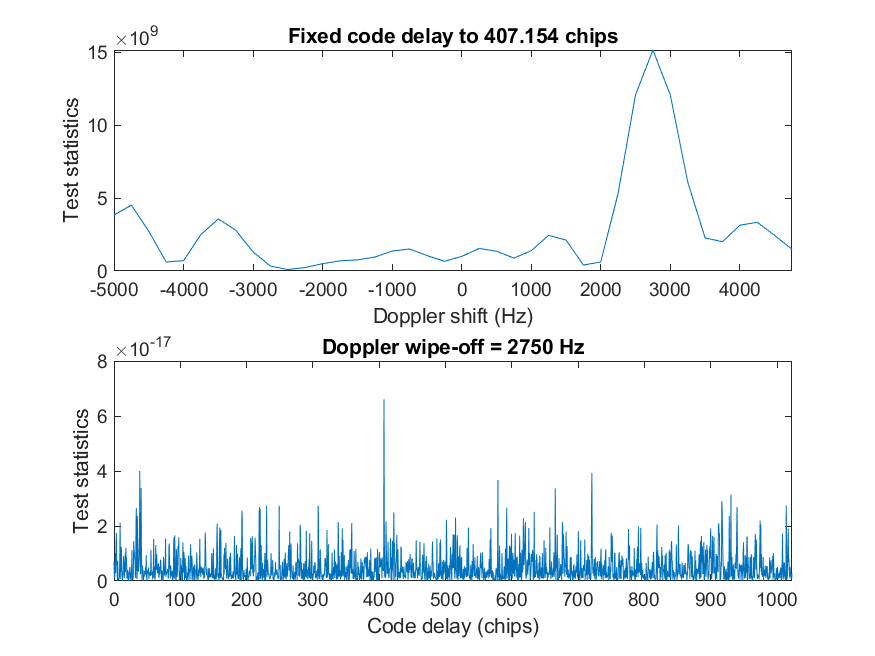 Fixed code delay to 407.154 chips
×10^9
15
10
5
0
Test statistics
-5000 -4000 -3000 -2000 -1000 0 1000 2000 3000 4000
Doppler shift (Hz)
Doppler wipe-off = 2750 Hz
×10^-17
8
6
4
2
0
Test statistics
0 100 200 300 400 500 600 700 800 900 1000
Code delay (chips)